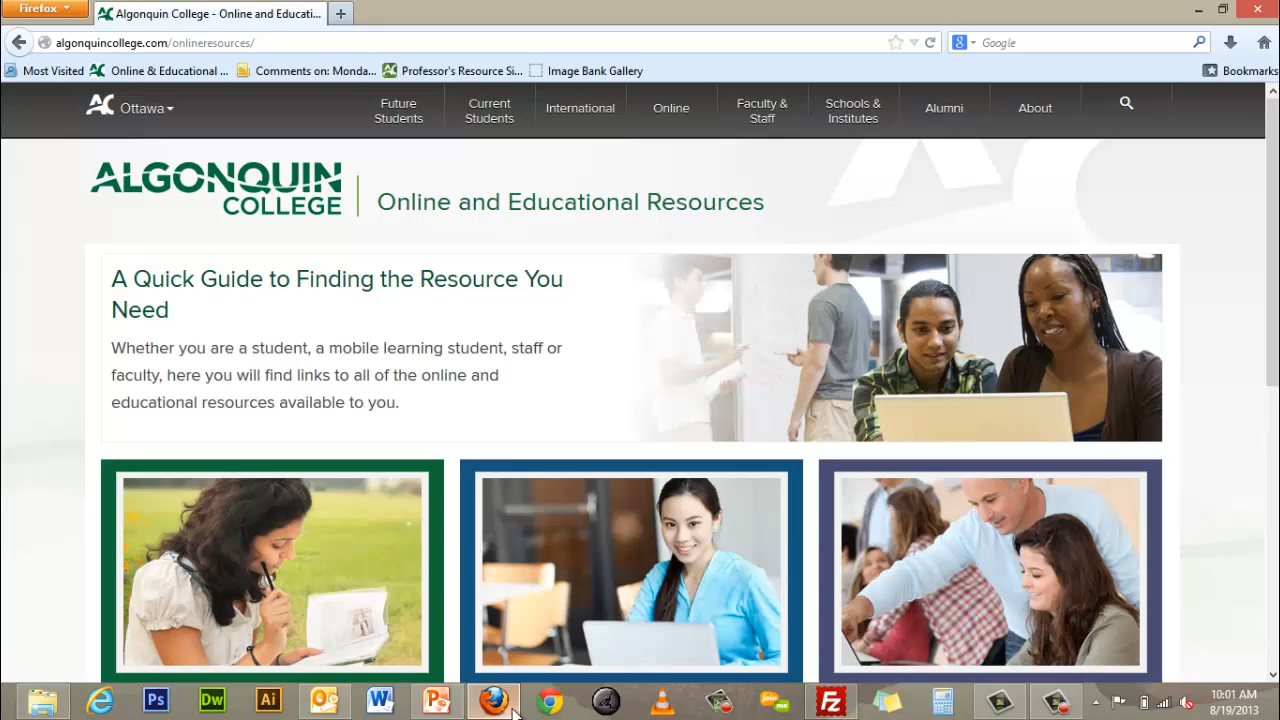 Firefox
Algonquin College - Online and Educati...
algonquincollege.com/onlineresources/
Google
Most Visited
Online & Educational ...
Comments on: Monda...
Professor's Resource Si...
Image Bank Gallery
Bookmarks
AC Ottawa
Future Students
Current Students
International
Online
Faculty & Staff
Schools & Institutes
Alumni
About
ALGONQUIN
COLLEGE
Online and Educational Resources
A Quick Guide to Finding the Resource You
Need
Whether you are a student, a mobile learning student, staff or
faculty, here you will find links to all of the online and
educational resources available to you.
Ps
Dw
Ai
10:01 AM
8/19/2013